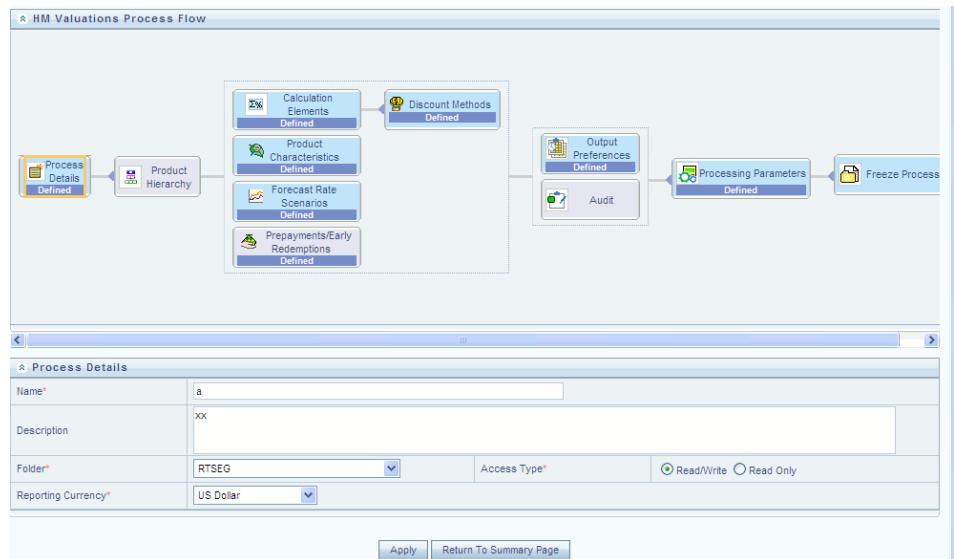 HM Valuations Process Flow
Process
Details
Defined
Product
Hierarchy
Σ%
Calculation
Elements
Defined
Discount Methods
Defined
Product
Characteristics
Defined
Forecast Rate
Scenarios
Defined
Prepayments/Early
Redemptions
Defined
Output
Preferences
Defined
Audit
Processing Parameters
Defined
Freeze Process
Process Details
Name*
a
Description
xx
Folder*
RTSEG
Access Type*
Read/Write
Read Only
Reporting Currency*
US Dollar
Apply
Return To Summary Page